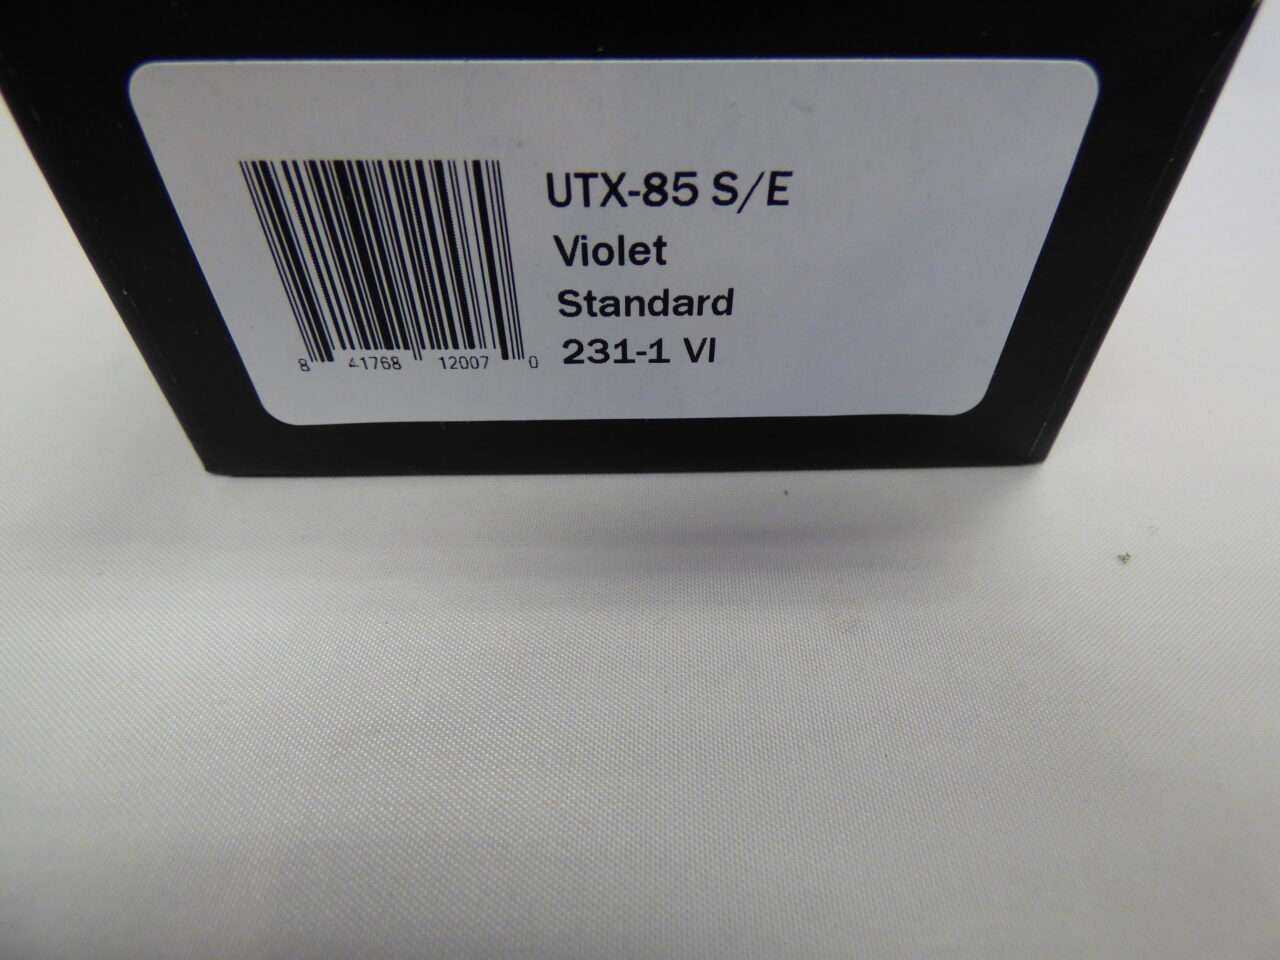 UTX-85 S/E
Violet
Standard
231-1 VI
8 41768 12007 0